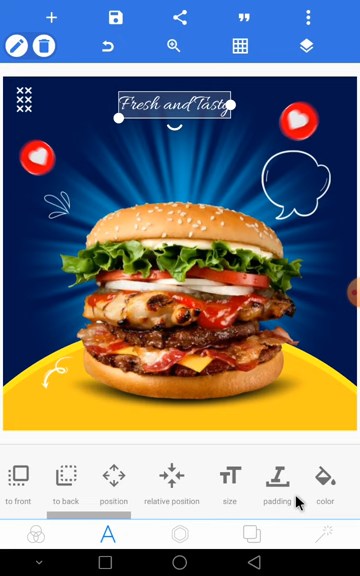 Fresh and Tasty
to front
to back
position
relative position
size
padding
color